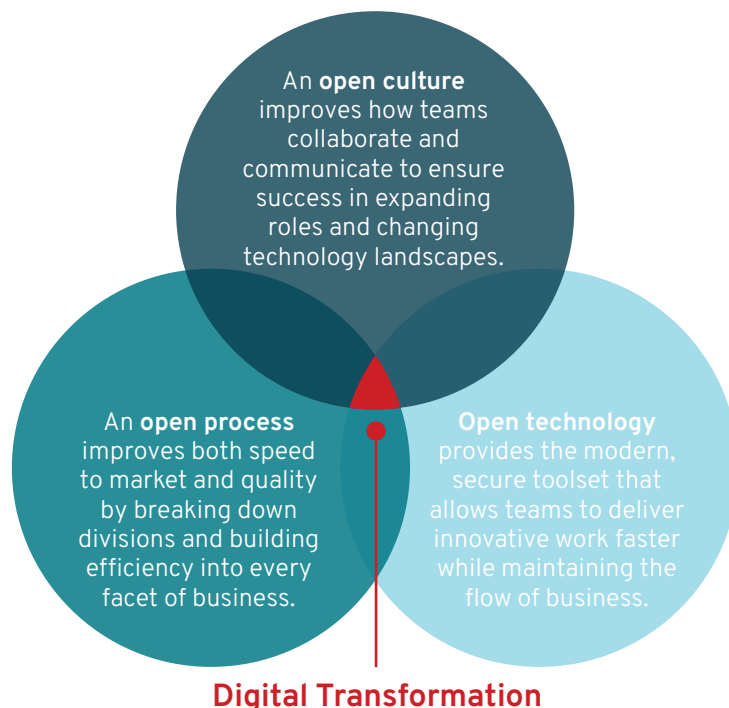 An open culture
improves how teams
collaborate and
communicate to ensure
success in expanding
roles and changing
technology landscapes.
An open process
improves both speed
to market and quality
by breaking down
divisions and building
efficiency into every
facet of business.
Open technology
provides the modern,
secure toolset that
allows teams to deliver
innovative work faster
while maintaining the
flow of business.
Digital Transformation